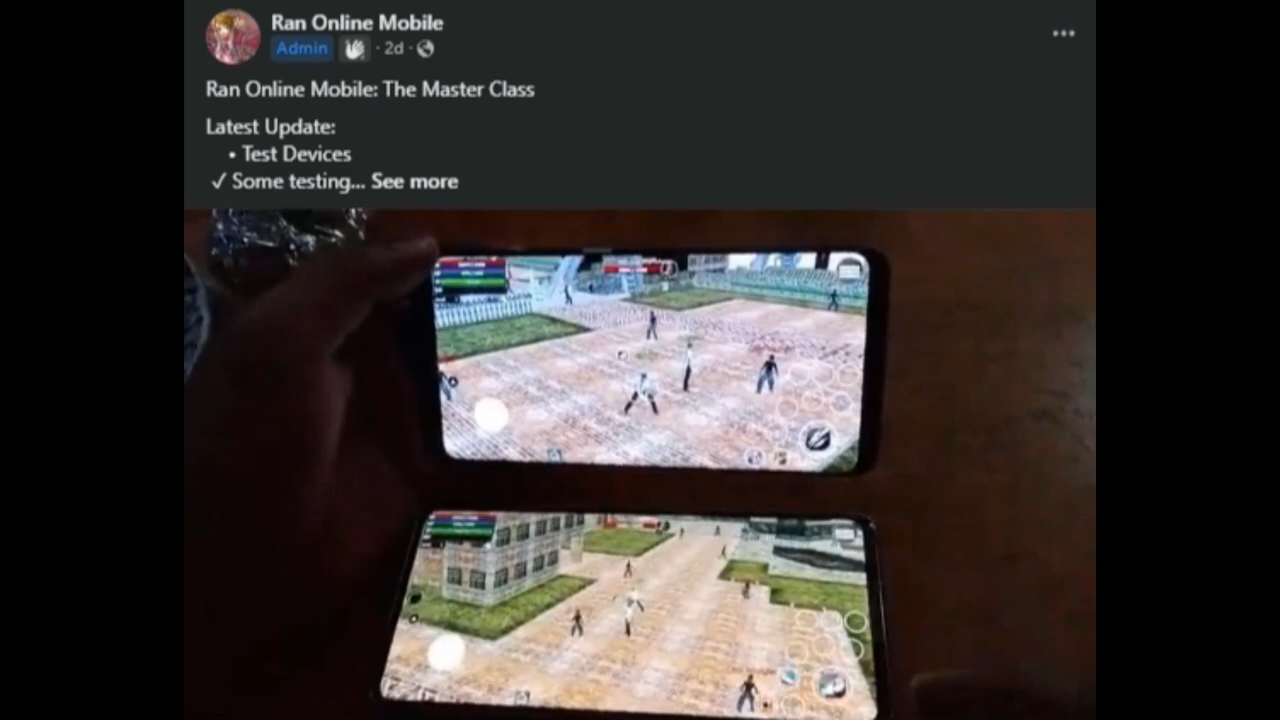 Ran Online Mobile
Admin · 2d ·
Ran Online Mobile: The Master Class
Latest Update:
• Test Devices
✓ Some testing... See more